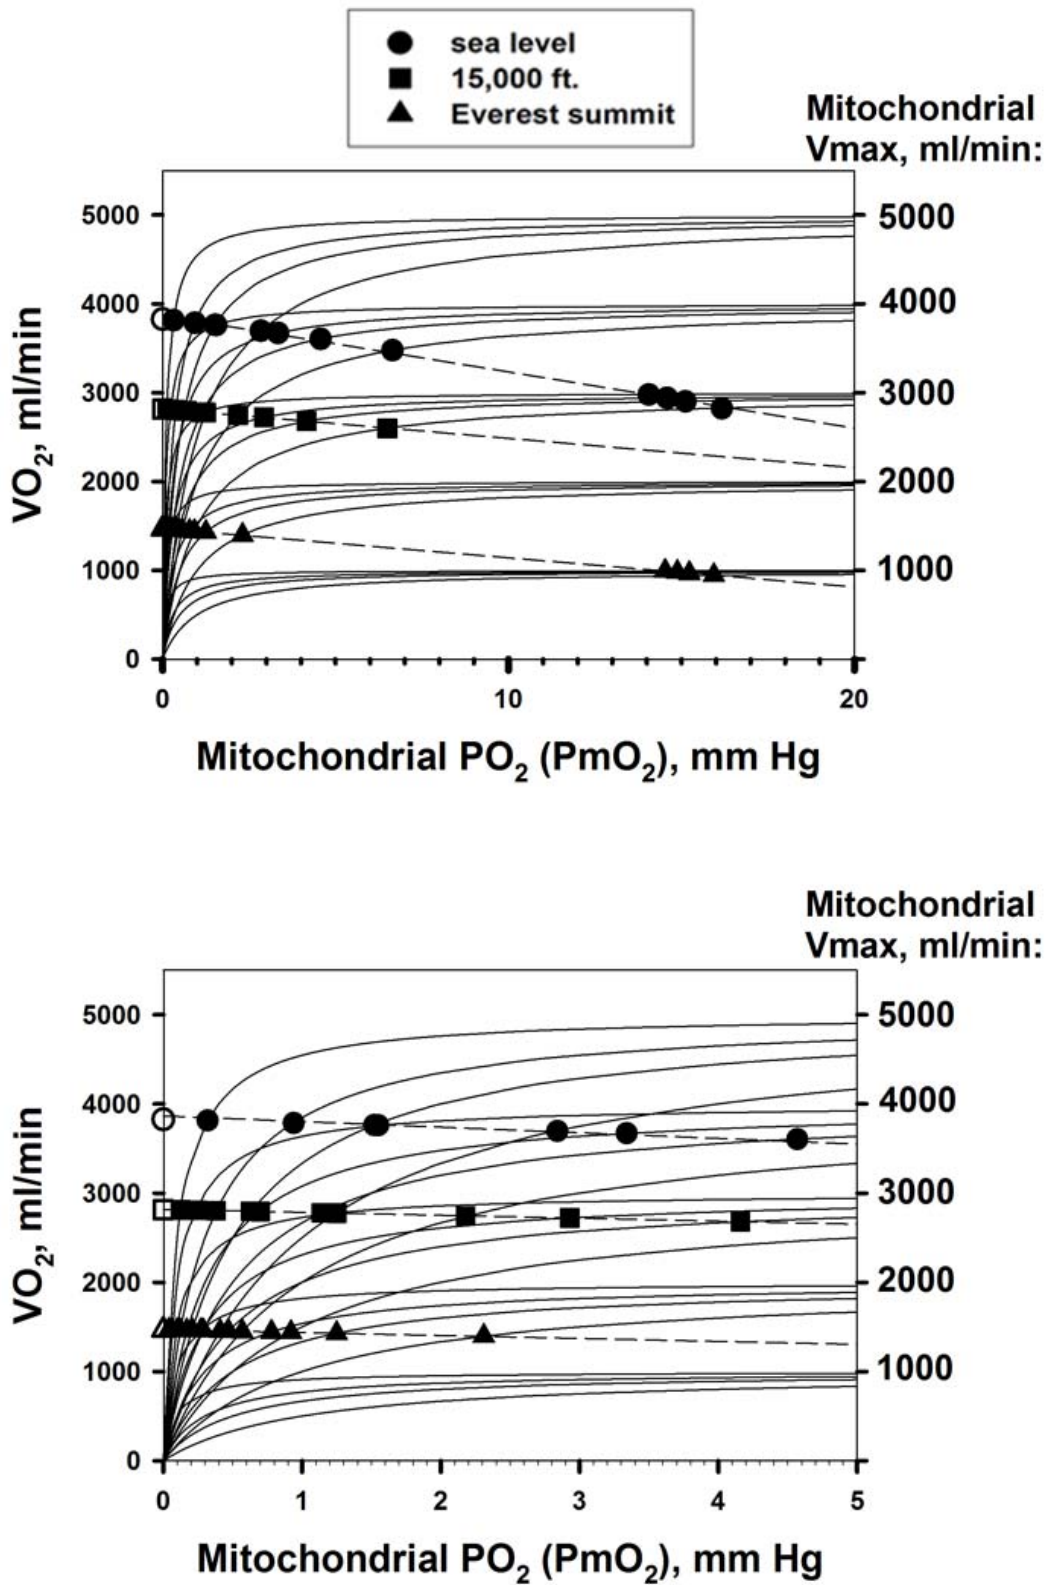 sea level
15,000 ft.
Everest summit
Mitochondrial
Vmax, ml/min:
5000
4000
3000
2000
1000
0
VO2, ml/min
5000
4000
3000
2000
1000
0 10 20
Mitochondrial PO2 (PmO2), mm Hg
Mitochondrial
Vmax, ml/min:
5000
4000
3000
2000
1000
0
VO2, ml/min
5000
4000
3000
2000
1000
0 1 2 3 4 5
Mitochondrial PO2 (PmO2), mm Hg